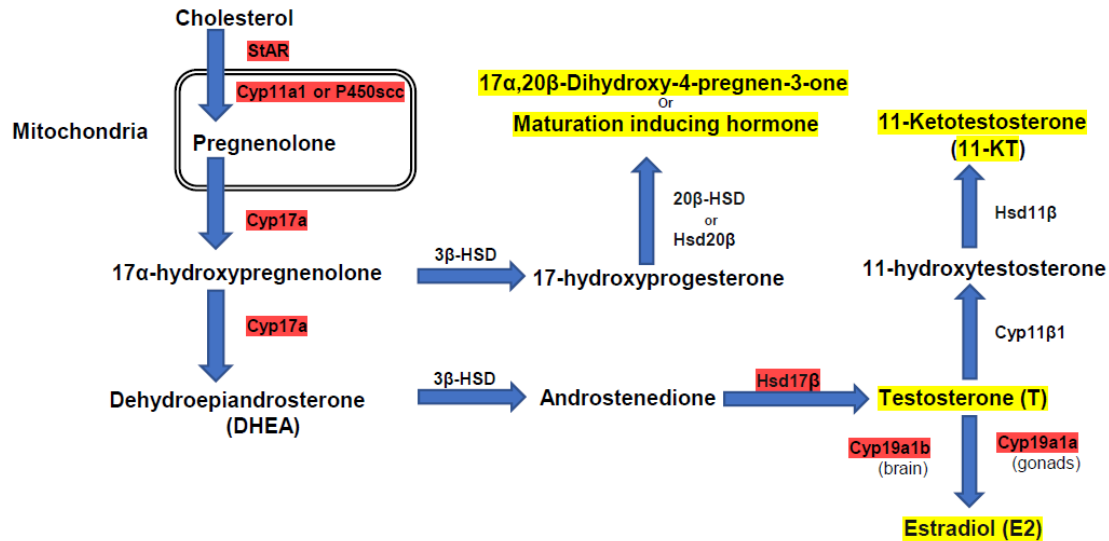 Cholesterol
StAR
Cyp11a1 or P450scc
Mitochondria
Pregnenolone
Cyp17a
17α-hydroxypregnenolone
Cyp17a
Dehydroepiandrosterone
(DHEA)
3β-HSD
17-hydroxyprogesterone
20β-HSD
or
Hsd20β
17α,20β-Dihydroxy-4-pregnen-3-one
Or
Maturation inducing hormone
3β-HSD
Androstenedione
Hsd17β
Testosterone (T)
Cyp11β1
11-hydroxytestosterone
Hsd11β
11-Ketotestosterone
(11-KT)
Cyp19a1b
(brain)
Cyp19a1a
(gonads)
Estradiol (E2)